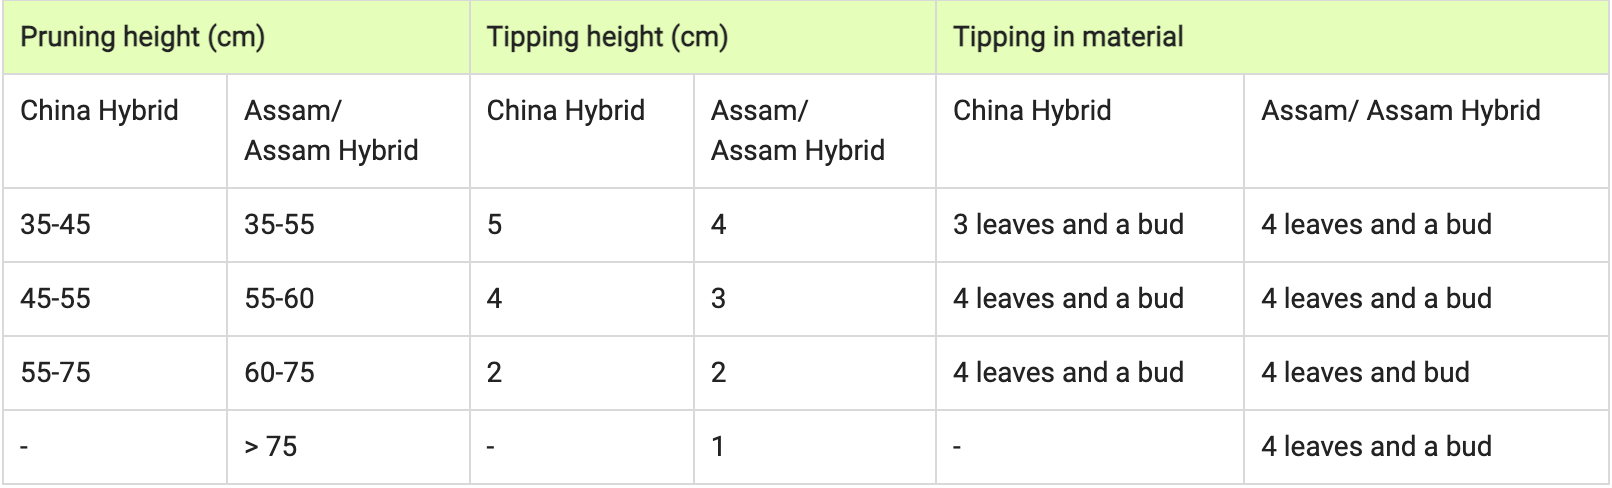 Pruning height (cm) Tipping height (cm) Tipping in material
China Hybrid Assam/ China Hybrid Assam/ China Hybrid Assam/ Assam Hybrid
Assam Hybrid Assam Hybrid
35-45 35-55 5 4 3 leaves and a bud 4 leaves and a bud
45-55 55-60 4 3 4 leaves and a bud 4 leaves and a bud
55-75 60-75 2 2 4 leaves and a bud 4 leaves and bud
- > 75 - 1 - 4 leaves and a bud